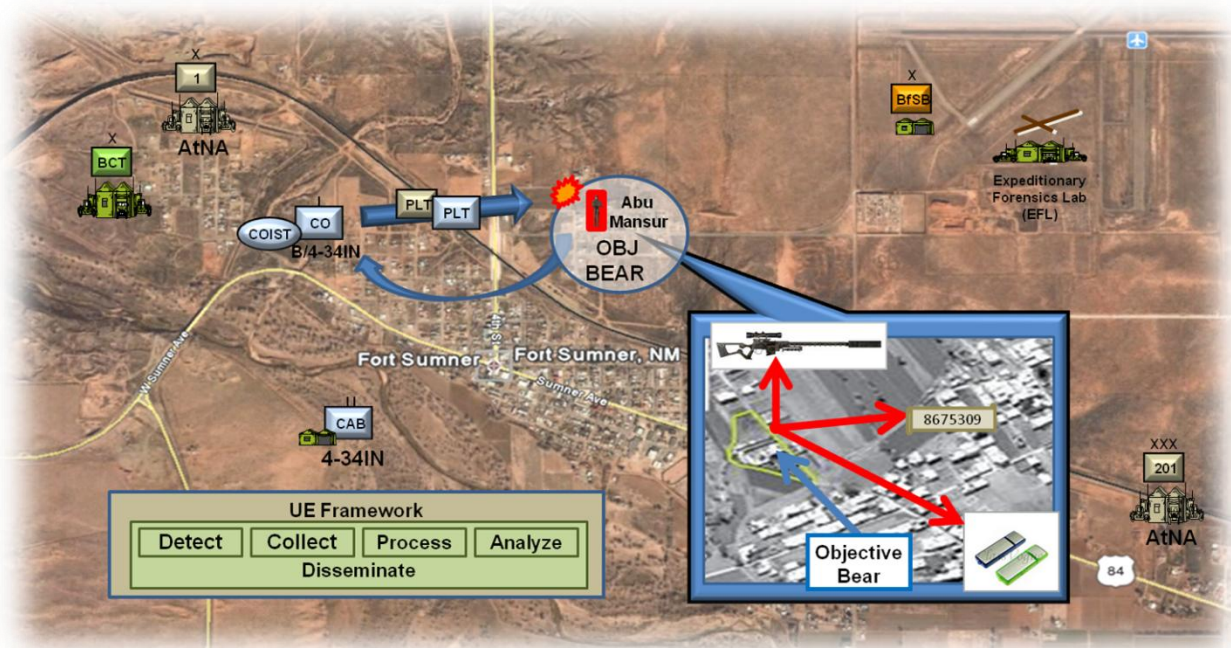 X
1
AtNA
X
BCT
X
BfSB
Expeditionary
Forensics Lab
(EFL)
PLT
PLT
I
CO
COIST
B/4-34IN
Abu
Mansur
OBJ
BEAR
4th St
W Sumner Ave
Fort Sumner
Fort Sumner, NM
Sumner Ave
II
CAB
4-34IN
8675309
XXX
201
AtNA
84
Objective
Bear
UE Framework
Detect
Collect
Process
Analyze
Disseminate